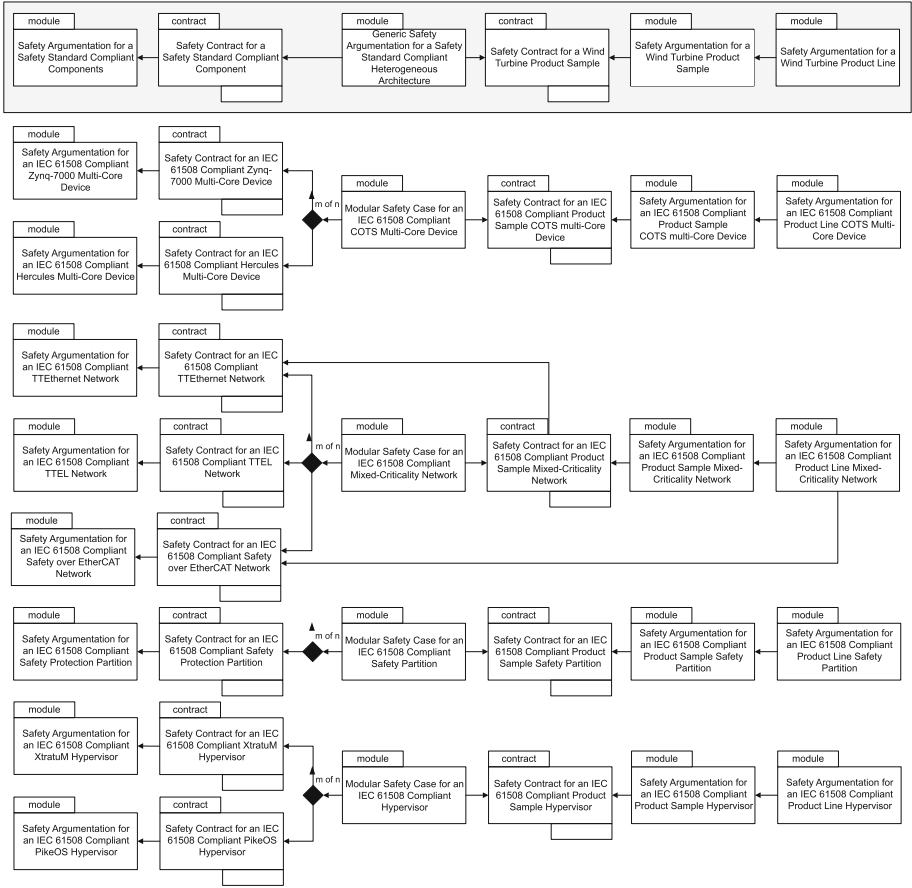 module
Safety Argumentation for a
Safety Standard Compliant
Components
contract
Safety Contract for a
Safety Standard Compliant
Component
module
Generic Safety
Argumentation for a Safety
Standard Compliant
Heterogeneous
Architecture
contract
Safety Contract for a Wind
Turbine Product Sample
module
Safety Argumentation for
a Wind Turbine Product
Sample
module
Safety Argumentation for a
Wind Turbine Product Line
module
Safety Argumentation for
an IEC 61508 Compliant
Zynq-7000 Multi-Core
Device
contract
Safety Contract for an IEC
61508 Compliant Zynq-
7000 Multi-Core Device
module
Safety Argumentation for
an IEC 61508 Compliant
Hercules Multi-Core Device
contract
Safety Contract for an IEC
61508 Compliant Hercules
Multi-Core Device
m of n
module
Modular Safety Case for an
IEC 61508 Compliant
COTS Multi-Core Device
contract
Safety Contract for an IEC
61508 Compliant Product
Sample COTS multi-Core
Device
module
Safety Argumentation for
an IEC 61508 Compliant
Product Sample
COTS multi-Core Device
module
Safety Argumentation for
an IEC 61508 Compliant
Product Line COTS Multi-
Core Device
module
Safety Argumentation for
an IEC 61508 Compliant
TTEthernet Network
contract
Safety Contract for an IEC
61508 Compliant
TTEthernet Network
module
Safety Argumentation for
an IEC 61508 Compliant
TTEL Network
contract
Safety Contract for an IEC
61508 Compliant TTEL
Network
module
Safety Argumentation for
an IEC 61508 Compliant
Safety over EtherCAT
Network
contract
Safety Contract for an IEC
61508 Compliant Safety
over EtherCAT Network
m of n
module
Modular Safety Case for an
IEC 61508 Compliant
Mixed-Criticality Network
contract
Safety Contract for an IEC
61508 Compliant Product
Sample Mixed-Criticality
Network
module
Safety Argumentation for
an IEC 61508 Compliant
Product Sample Mixed-
Criticality Network
module
Safety Argumentation for
an IEC 61508 Compliant
Product Line Mixed-
Criticality Network
module
Safety Argumentation for
an IEC 61508 Compliant
Safety Protection Partition
contract
Safety Contract for an IEC
61508 Compliant Safety
Protection Partition
m of n
module
Modular Safety Case for an
IEC 61508 Compliant
Safety Partition
contract
Safety Contract for an IEC
61508 Compliant Product
Sample Safety Partition
module
Safety Argumentation for
an IEC 61508 Compliant
Product Sample Safety
Partition
module
Safety Argumentation for
an IEC 61508 Compliant
Product Line Safety
Partition
module
Safety Argumentation for
an IEC 61508 Compliant
XtratuM Hypervisor
contract
Safety Contract for an IEC
61508 Compliant XtratuM
Hypervisor
module
Safety Argumentation for
an IEC 61508 Compliant
PikeOS Hypervisor
contract
Safety Contract for an IEC
61508 Compliant PikeOS
Hypervisor
m of n
module
Modular Safety Case for an
IEC 61508 Compliant
Hypervisor
contract
Safety Contract for an IEC
61508 Compliant Product
Sample Hypervisor
module
Safety Argumentation for
an IEC 61508 Compliant
Product Sample Hypervisor
module
Safety Argumentation for
an IEC 61508 Compliant
Product Line Hypervisor